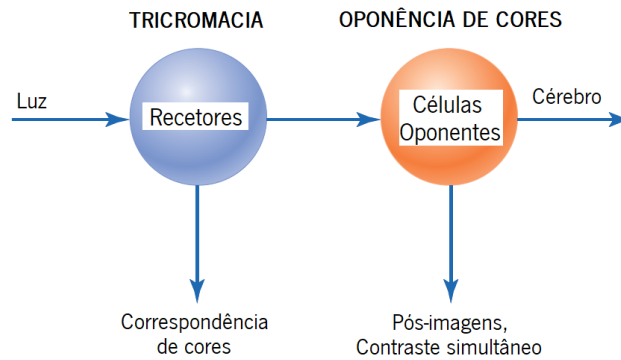 TRICROMACIA
OPONÊNCIA DE CORES
Luz
Recetores
Células
Oponentes
Cérebro
Correspondência
de cores
Pós-imagens,
Contraste simultâneo